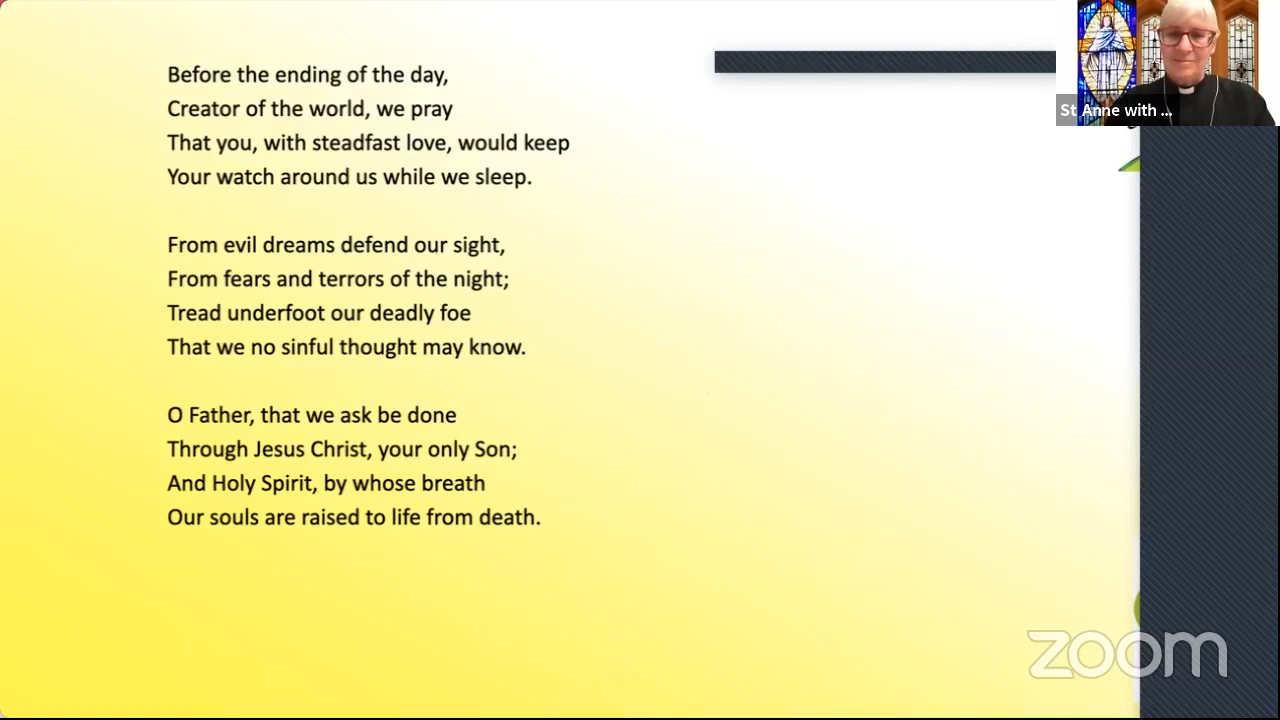 Before the ending of the day,
Creator of the world, we pray
That you, with steadfast love, would keep
Your watch around us while we sleep.
From evil dreams defend our sight,
From fears and terrors of the night;
Tread underfoot our deadly foe
That we no sinful thought may know.
O Father, that we ask be done
Through Jesus Christ, your only Son;
And Holy Spirit, by whose breath
Our souls are raised to life from death.
St Anne with ...
zoom